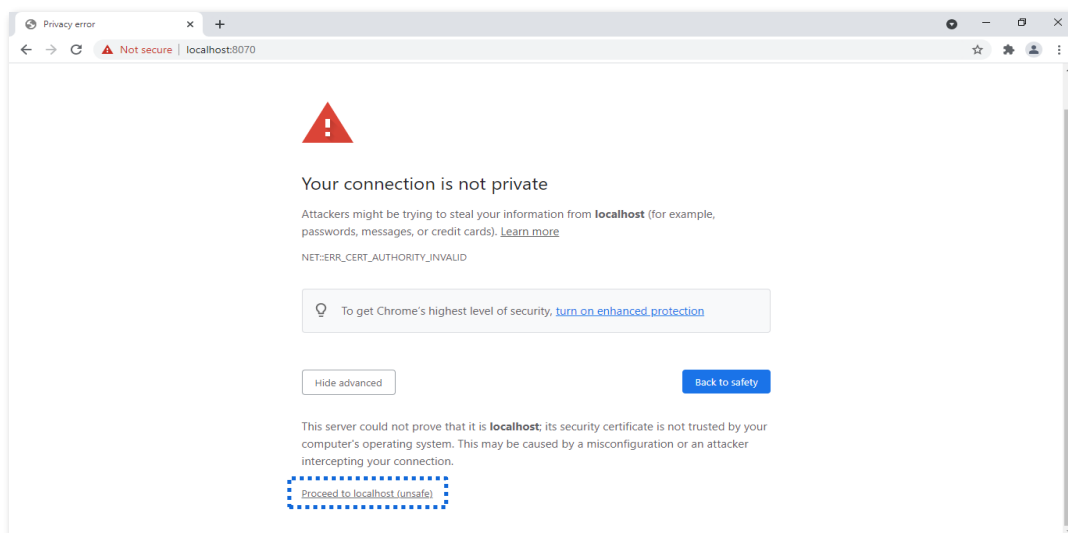 Privacy error
Not secure | localhost:8070
Your connection is not private
Attackers might be trying to steal your information from localhost (for example,
passwords, messages, or credit cards). Learn more
NET::ERR_CERT_AUTHORITY_INVALID
To get Chrome's highest level of security, turn on enhanced protection
Hide advanced
Back to safety
This server could not prove that it is localhost; its security certificate is not trusted by your
computer's operating system. This may be caused by a misconfiguration or an attacker
intercepting your connection.
Proceed to localhost (unsafe)